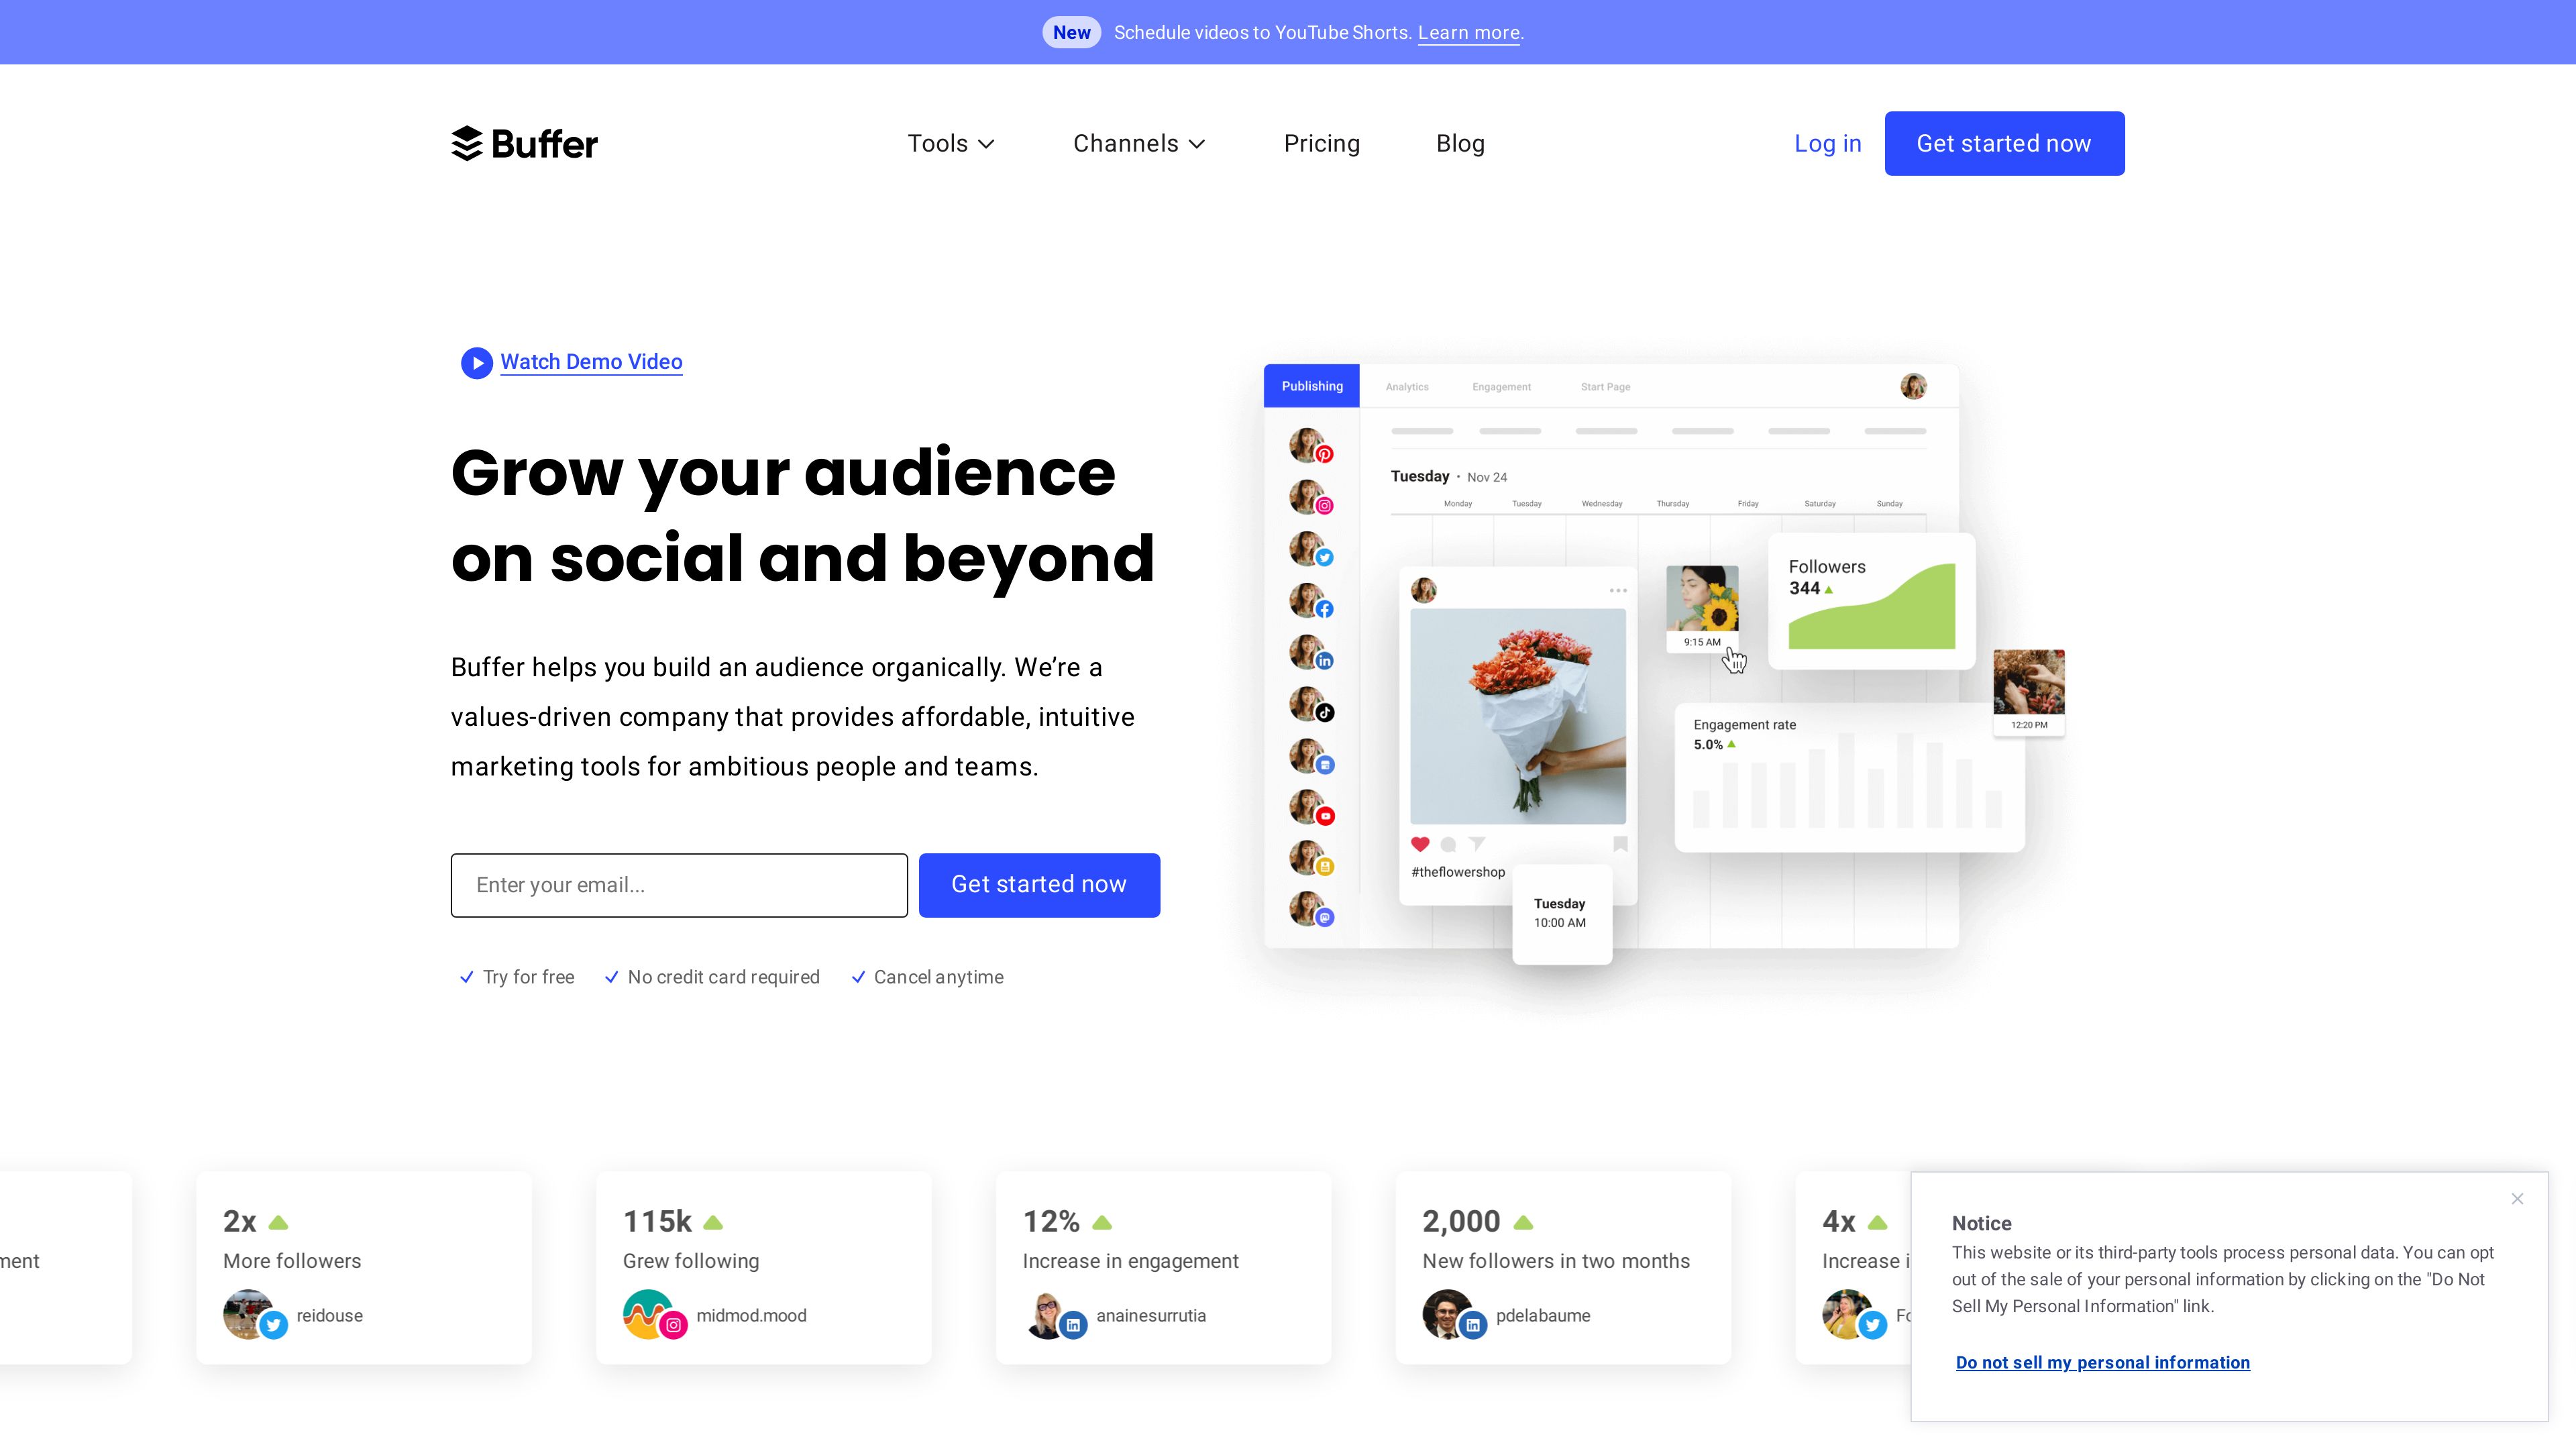 New Schedule videos to YouTube Shorts. Learn more.
Buffer
Tools
Channels
Pricing
Blog
Log in
Get started now
Watch Demo Video
Grow your audience
on social and beyond
Buffer helps you build an audience organically. We’re a
values-driven company that provides affordable, intuitive
marketing tools for ambitious people and teams.
Enter your email...
Get started now
Try for free
No credit card required
Cancel anytime
Publishing
Analytics
Engagement
Start Page
Tuesday · Nov 24
Monday
Tuesday
Wednesday
Thursday
Friday
Saturday
Sunday
#theflowershop
Tuesday
10:00 AM
9:15 AM
Followers
344
12:20 PM
Engagement rate
5.0%
ment
2x
More followers
reidouse
115k
Grew following
midmod.mood
12%
Increase in engagement
anainesurrutia
2,000
New followers in two months
pdelabaume
4x
Increase i
Fo
Notice
This website or its third-party tools process personal data. You can opt
out of the sale of your personal information by clicking on the "Do Not
Sell My Personal Information" link.
Do not sell my personal information